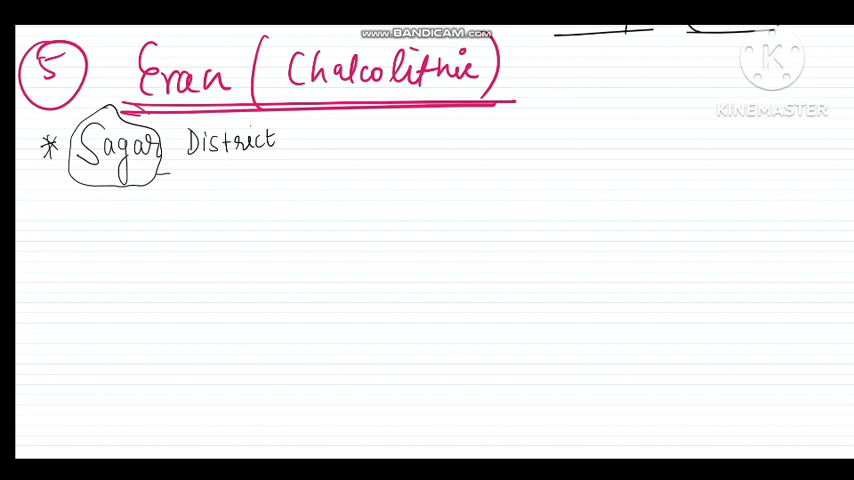 www.BANDICAM.com
5 Eran (Chalcolithic)
K
KINEMASTER
* Sagar District